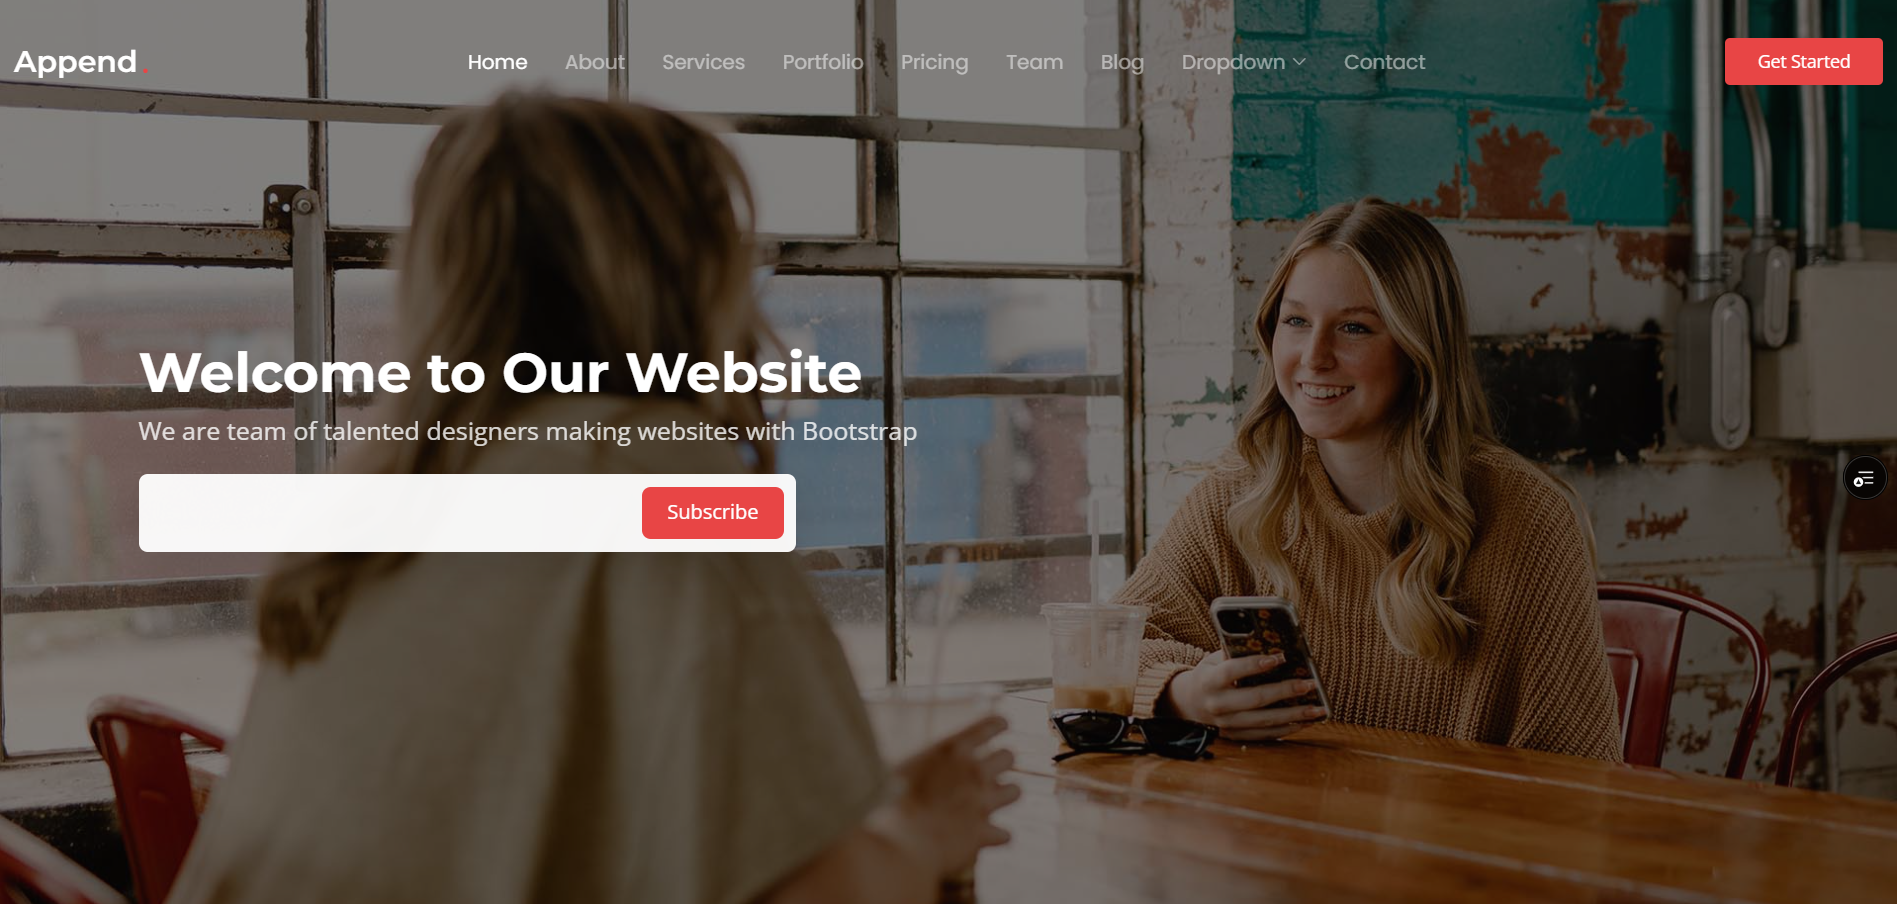 Append.
Home About Services Portfolio Pricing Team Blog Dropdown Contact
Get Started
Welcome to Our Website
We are team of talented designers making websites with Bootstrap
Subscribe